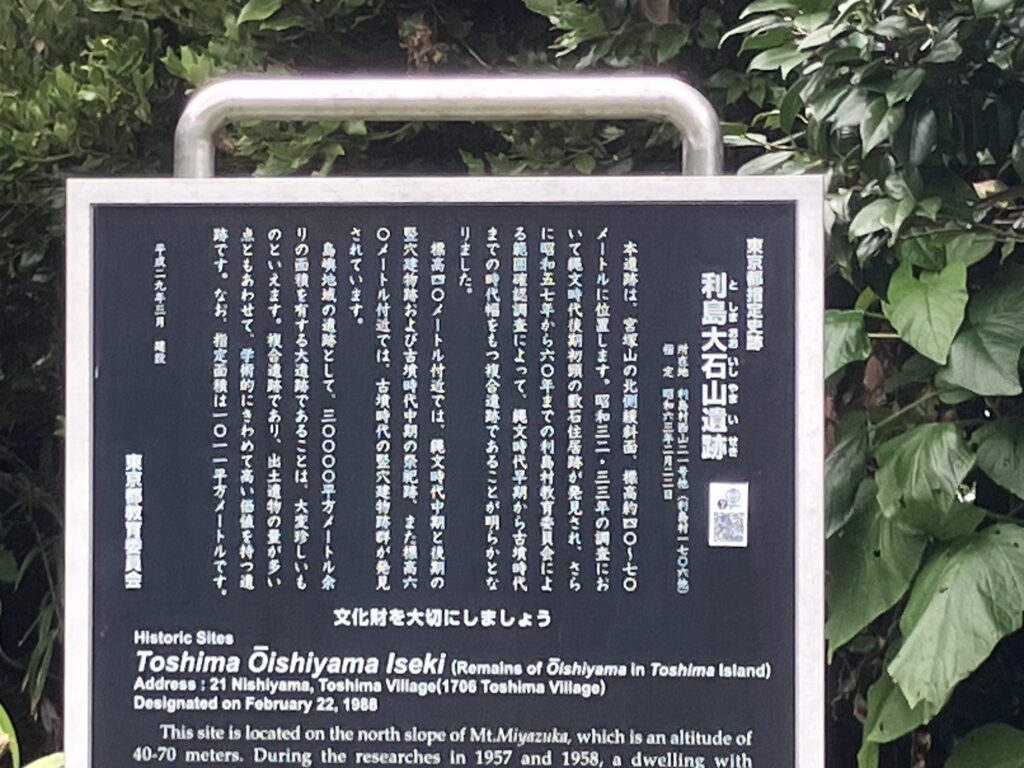 東京都指定史跡
としまおおいしやまいせき
利島大石山遺跡
所在地 利島村西山二一号地(利島村一七〇六他)
指定 昭和六三年二月二二日
本遺跡は、宮塚山の北側緩斜面、標高約四〇~七〇
メートルに位置します。昭和三二・三三年の調査にお
いて縄文時代後期初頭の敷石住居跡が発見され、さら
に昭和五七年から六〇年までの利島村教育委員会によ
る範囲確認調査によって、縄文時代早期から古墳時代
までの時代幅をもつ複合遺跡であることが明らかとな
りました。
標高四〇メートル付近では、縄文時代中期と後期の
竪穴建物跡および古墳時代中期の祭祀跡、また標高六
〇メートル付近では、古墳時代の竪穴建物跡群が発見
されています。
島嶼地域の遺跡として、三〇〇〇〇平方メートル余
りの面積を有する大遺跡であることは、大変珍しいも
のといえます。複合遺跡であり、出土遺物の量が多い
点ともあわせて、学術的にきわめて高い価値を持つ遺
跡です。なお、指定面積は一〇一一平方メートルです。
平成二九年三月 建設
東京都教育委員会
文化財を大切にしましょう
Historic Sites
Toshima Ōishiyama Iseki (Remains of Ōishiyama in Toshima Island)
Address : 21 Nishiyama, Toshima Village(1706 Toshima Village)
Designated on February 22, 1988
This site is located on the north slope of Mt.Miyazuka, which is an altitude of
40-70 meters. During the researches in 1957 and 1958, a dwelling with